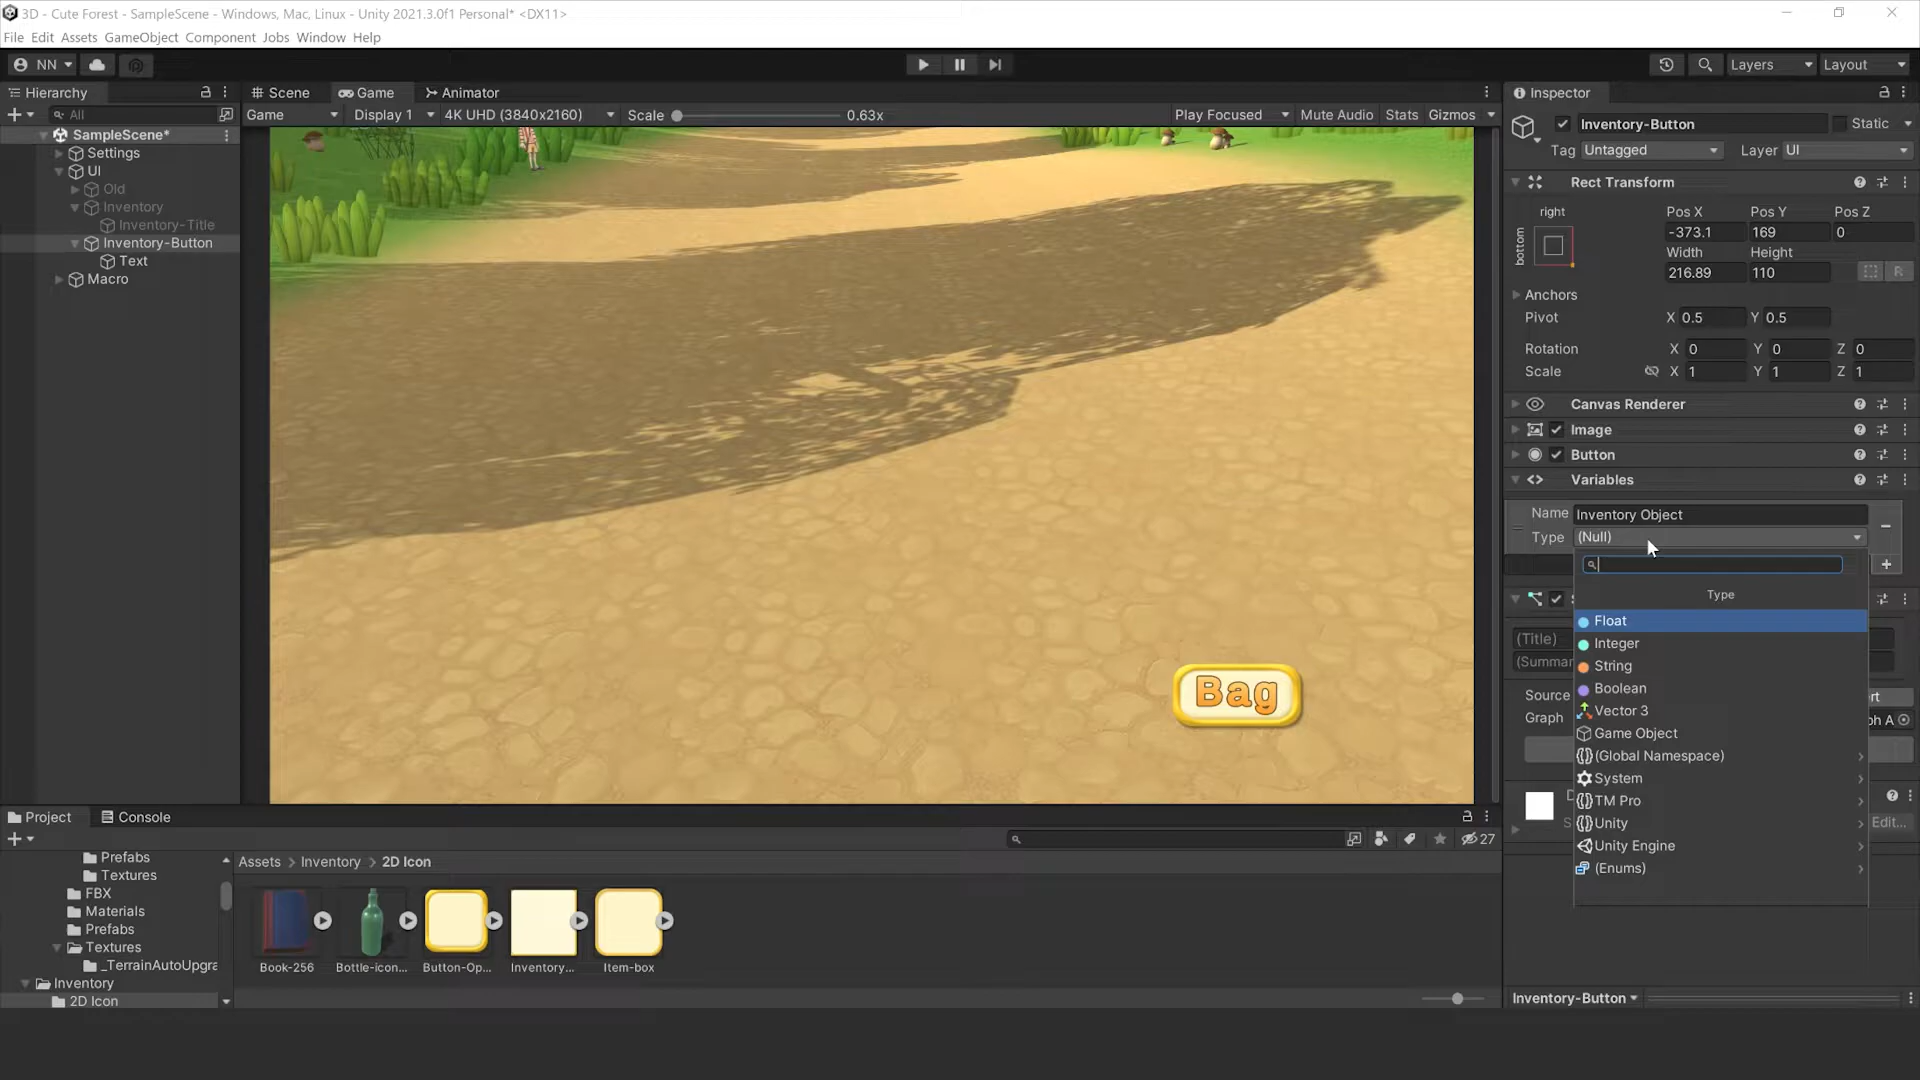 3D - Cute Forest - SampleScene - Windows, Mac, Linux - Unity 2021.3.0f1 Personal* <DX11>
File Edit Assets GameObject Component Jobs Window Help
NN
Layers
Layout
Hierarchy
All
SampleScene*
Settings
UI
Old
Inventory
Inventory-Title
Inventory-Button
Text
Macro
Scene
Game
Animator
Game
Display 1
4K UHD (3840x2160)
Scale
0.63x
Play Focused
Mute Audio
Stats
Gizmos
Bag
Inspector
Inventory-Button
Static
Tag
Untagged
Layer
UI
Rect Transform
right
bottom
Pos X
Pos Y
Pos Z
-373.1
169
0
Width
Height
216.89
110
R
Anchors
Pivot
X 0.5
Y 0.5
Rotation
X 0
Y 0
Z 0
Scale
X 1
Y 1
Z 1
Canvas Renderer
Image
Button
Variables
Name
Inventory Object
Type
(Null)
Type
Float
Integer
String
Boolean
Vector 3
Game Object
(Global Namespace)
System
TM Pro
Unity
Unity Engine
(Enums)
(Title)
Source
Graph
Edit...
Inventory-Button
Project
Console
27
Prefabs
Textures
FBX
Materials
Prefabs
Textures
_TerrainAutoUpgra
Inventory
2D Icon
Assets > Inventory > 2D Icon
Book-256
Bottle-icon...
Button-Op...
Inventory...
Item-box